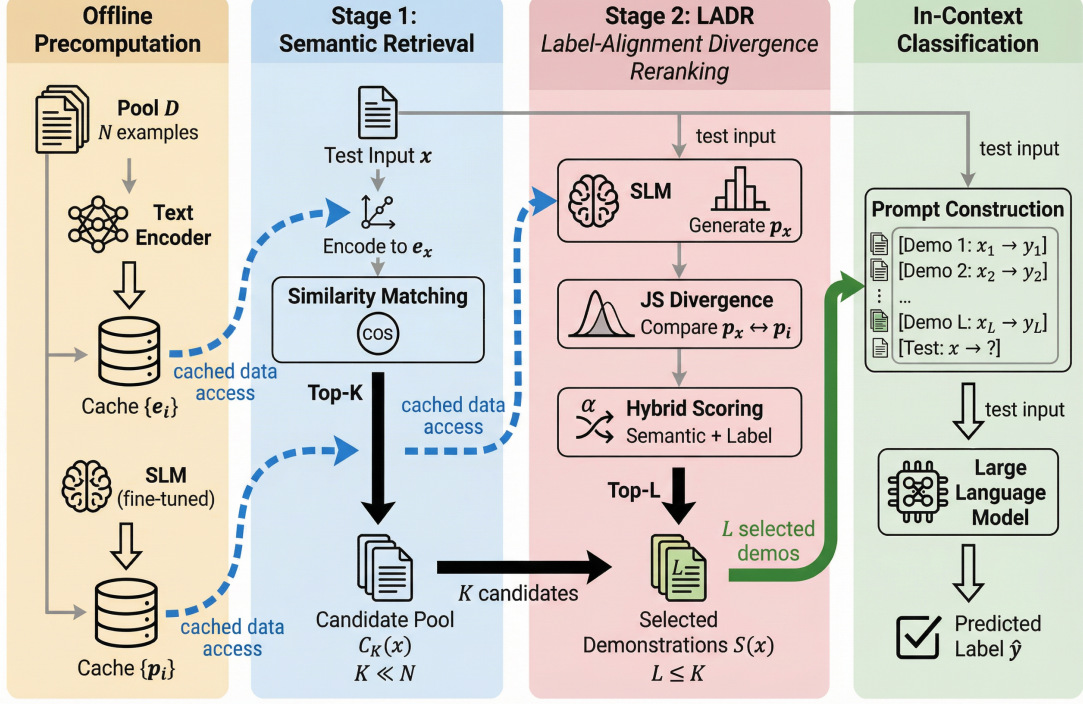 Offline
Precomputation
Pool D
N examples
Text
Encoder
Cache {e_i}
SLM
(fine-tuned)
Cache {p_i}
cached data
access
cached data
access
Stage 1:
Semantic Retrieval
Test Input x
Encode to e_x
Similarity Matching
COS
Top-K
cached data
access
Candidate Pool
C_K(x)
K ≪ N
K candidates
Stage 2: LADR
Label-Alignment Divergence
Reranking
test input
SLM
Generate p_x
JS Divergence
Compare p_x ↔ p_i
α
Hybrid Scoring
Semantic + Label
Top-L
L
Selected
Demonstrations S(x)
L ≤ K
L selected
demos
In-Context
Classification
test input
Prompt Construction
[Demo 1: x_1 → y_1]
[Demo 2: x_2 → y_2]
⋮ ...
[Demo L: x_L → y_L]
[Test: x → ?]
test input
Large
Language
Model
Predicted
Label ŷ